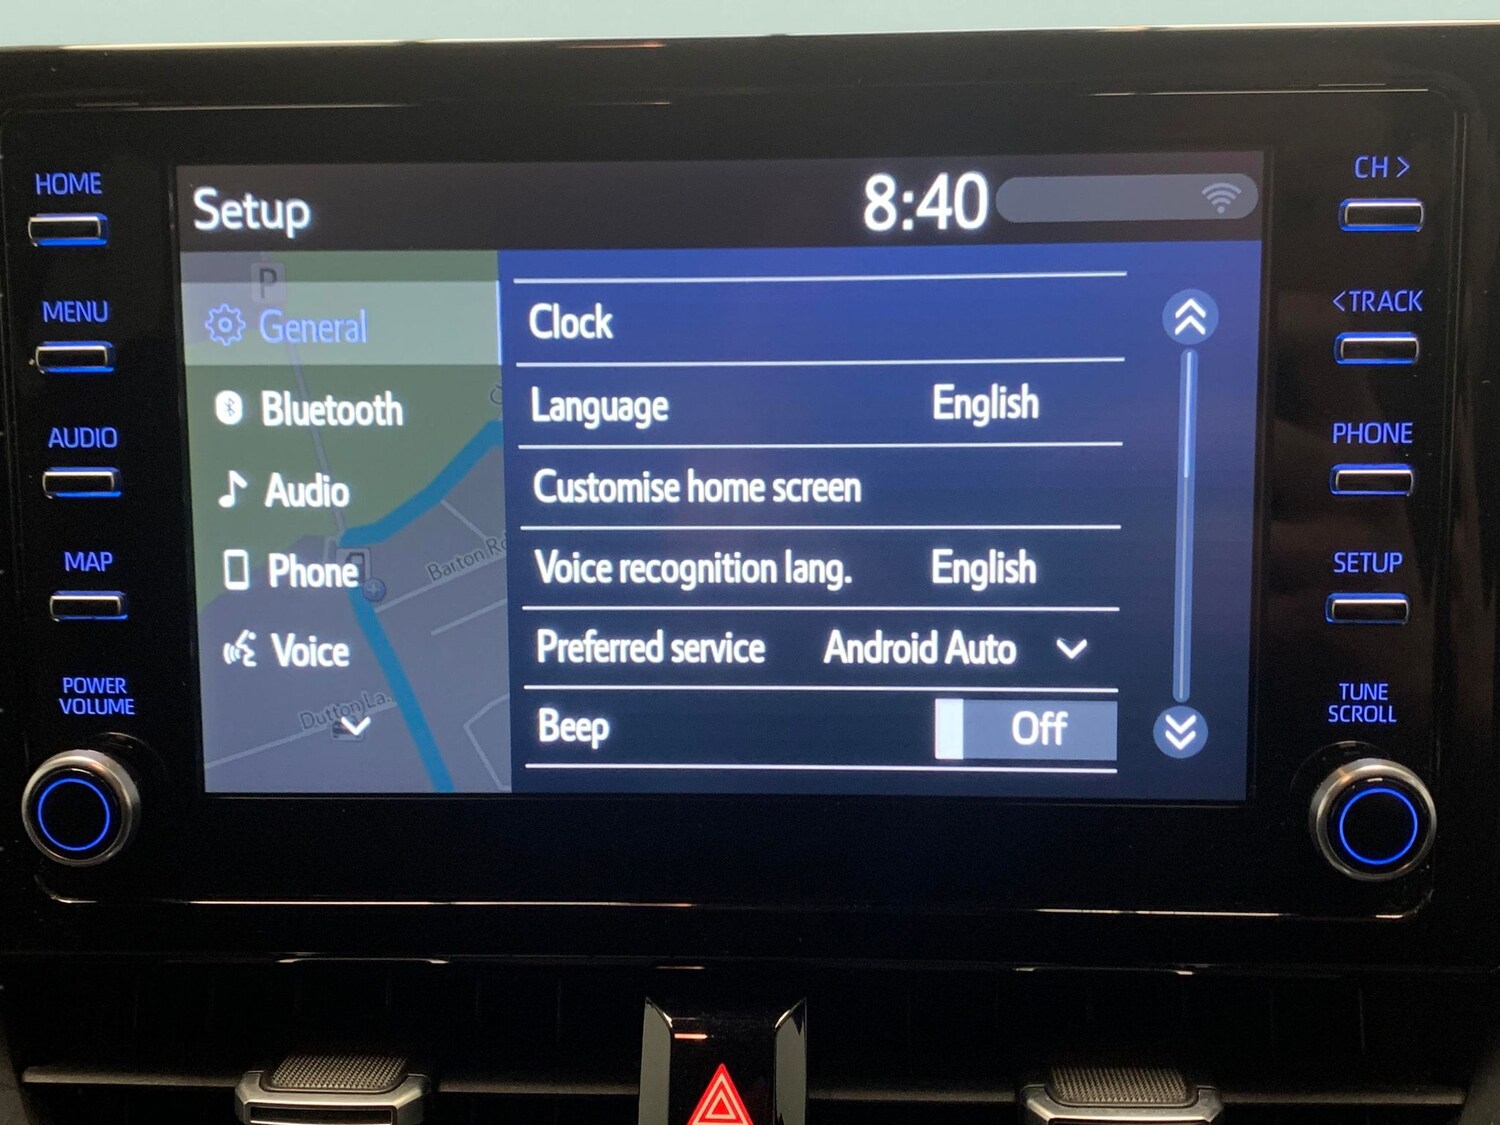 HOME
MENU
AUDIO
MAP
POWER
VOLUME
Setup
8:40
P
General
Bluetooth
Audio
Phone
Voice
Barton Rd
Dutton La.
Clock
Language English
Customise home screen
Voice recognition lang. English
Preferred service Android Auto
Beep Off
CH >
< TRACK
PHONE
SETUP
TUNE
SCROLL